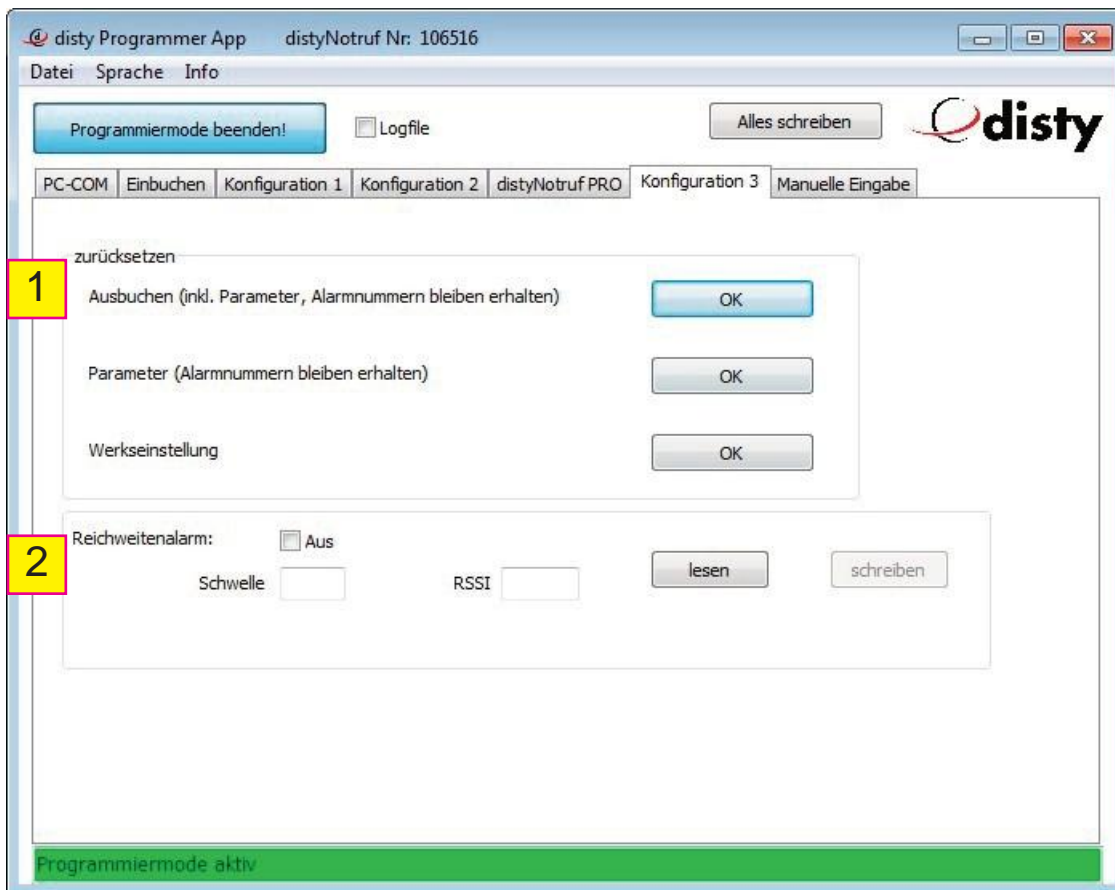 disty Programmer App distyNotruf Nr: 106516
Datei Sprache Info
Programmiermode beenden! Logfile Alles schreiben disty
PC-COM Einbuchen Konfiguration 1 Konfiguration 2 distyNotruf PRO Konfiguration 3 Manuelle Eingabe
zurücksetzen
1
Ausbuchen (inkl. Parameter, Alarmnummern bleiben erhalten) OK
Parameter (Alarmnummern bleiben erhalten) OK
Werkseinstellung OK
2
Reichweitenalarm: Aus
Schwelle RSSI lesen schreiben
Programmiermode aktiv